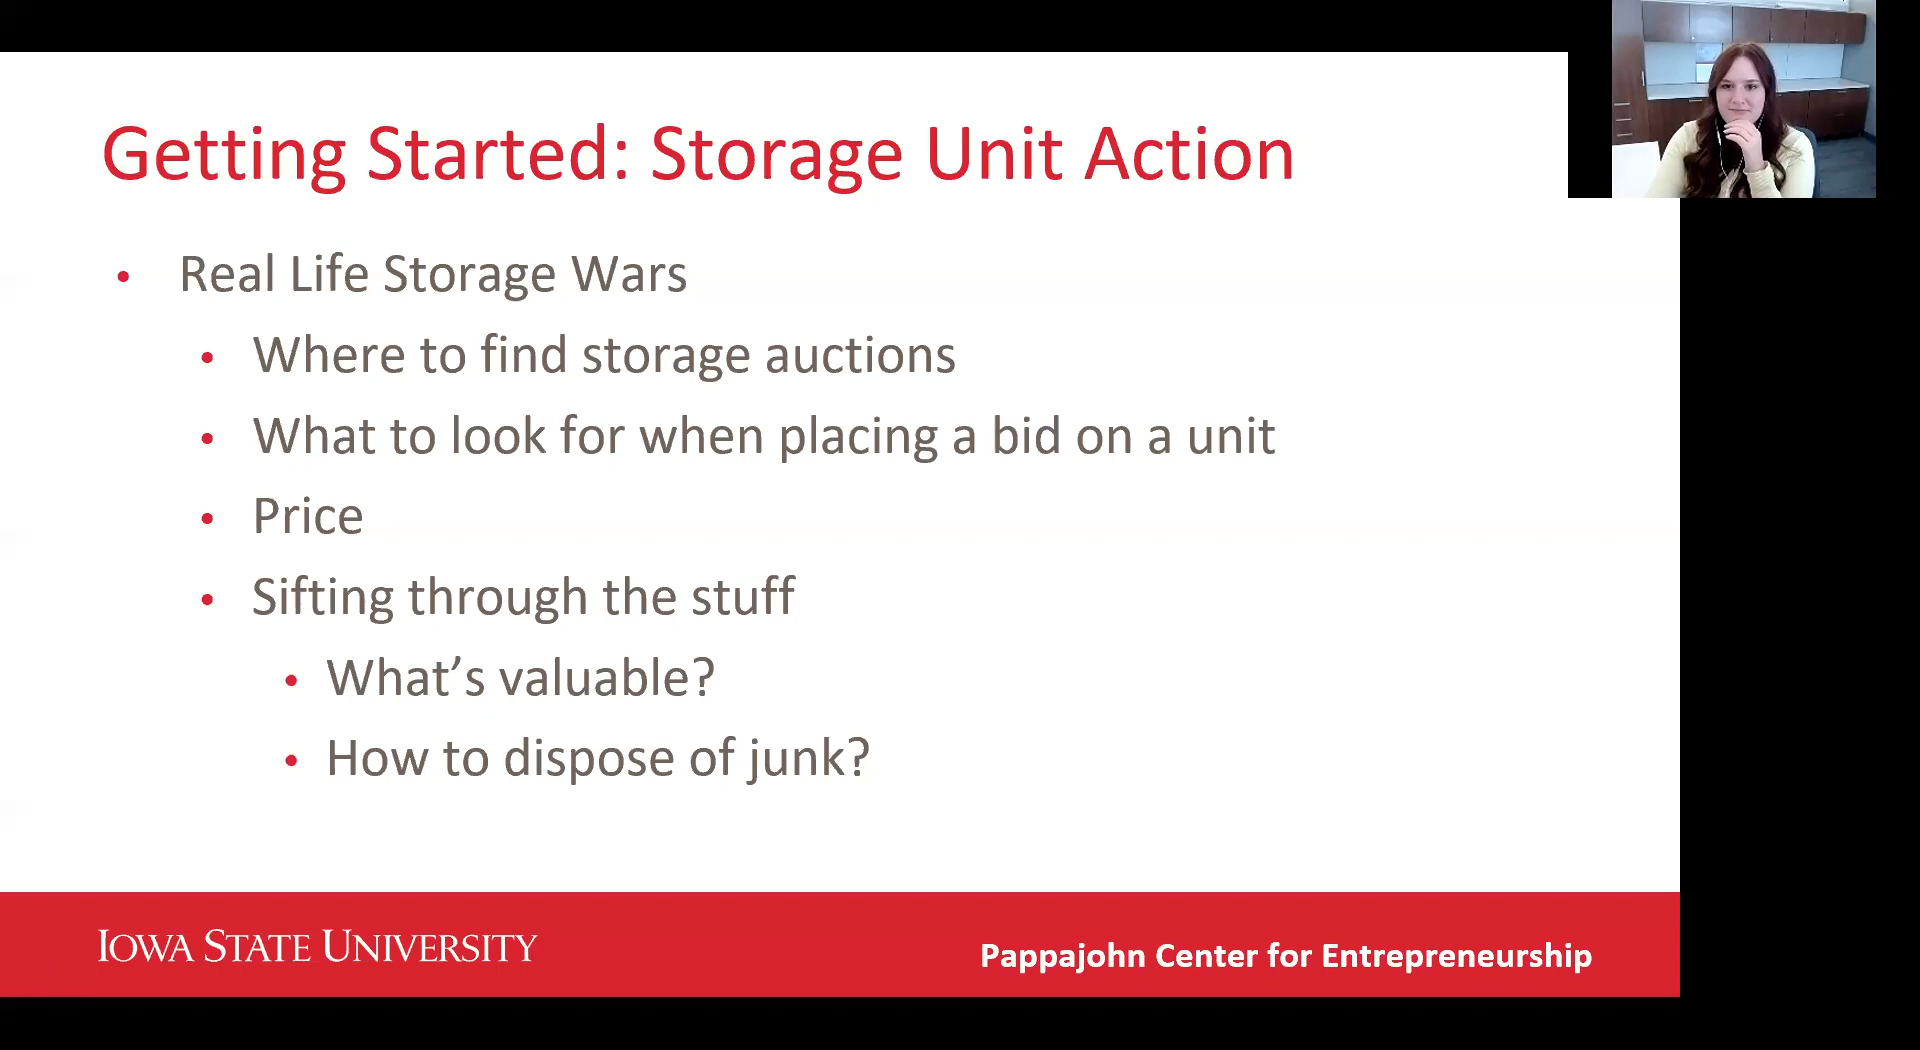 Getting Started: Storage Unit Action
• Real Life Storage Wars
• Where to find storage auctions
• What to look for when placing a bid on a unit
• Price
• Sifting through the stuff
• What’s valuable?
• How to dispose of junk?
IOWA STATE UNIVERSITY
Pappajohn Center for Entrepreneurship